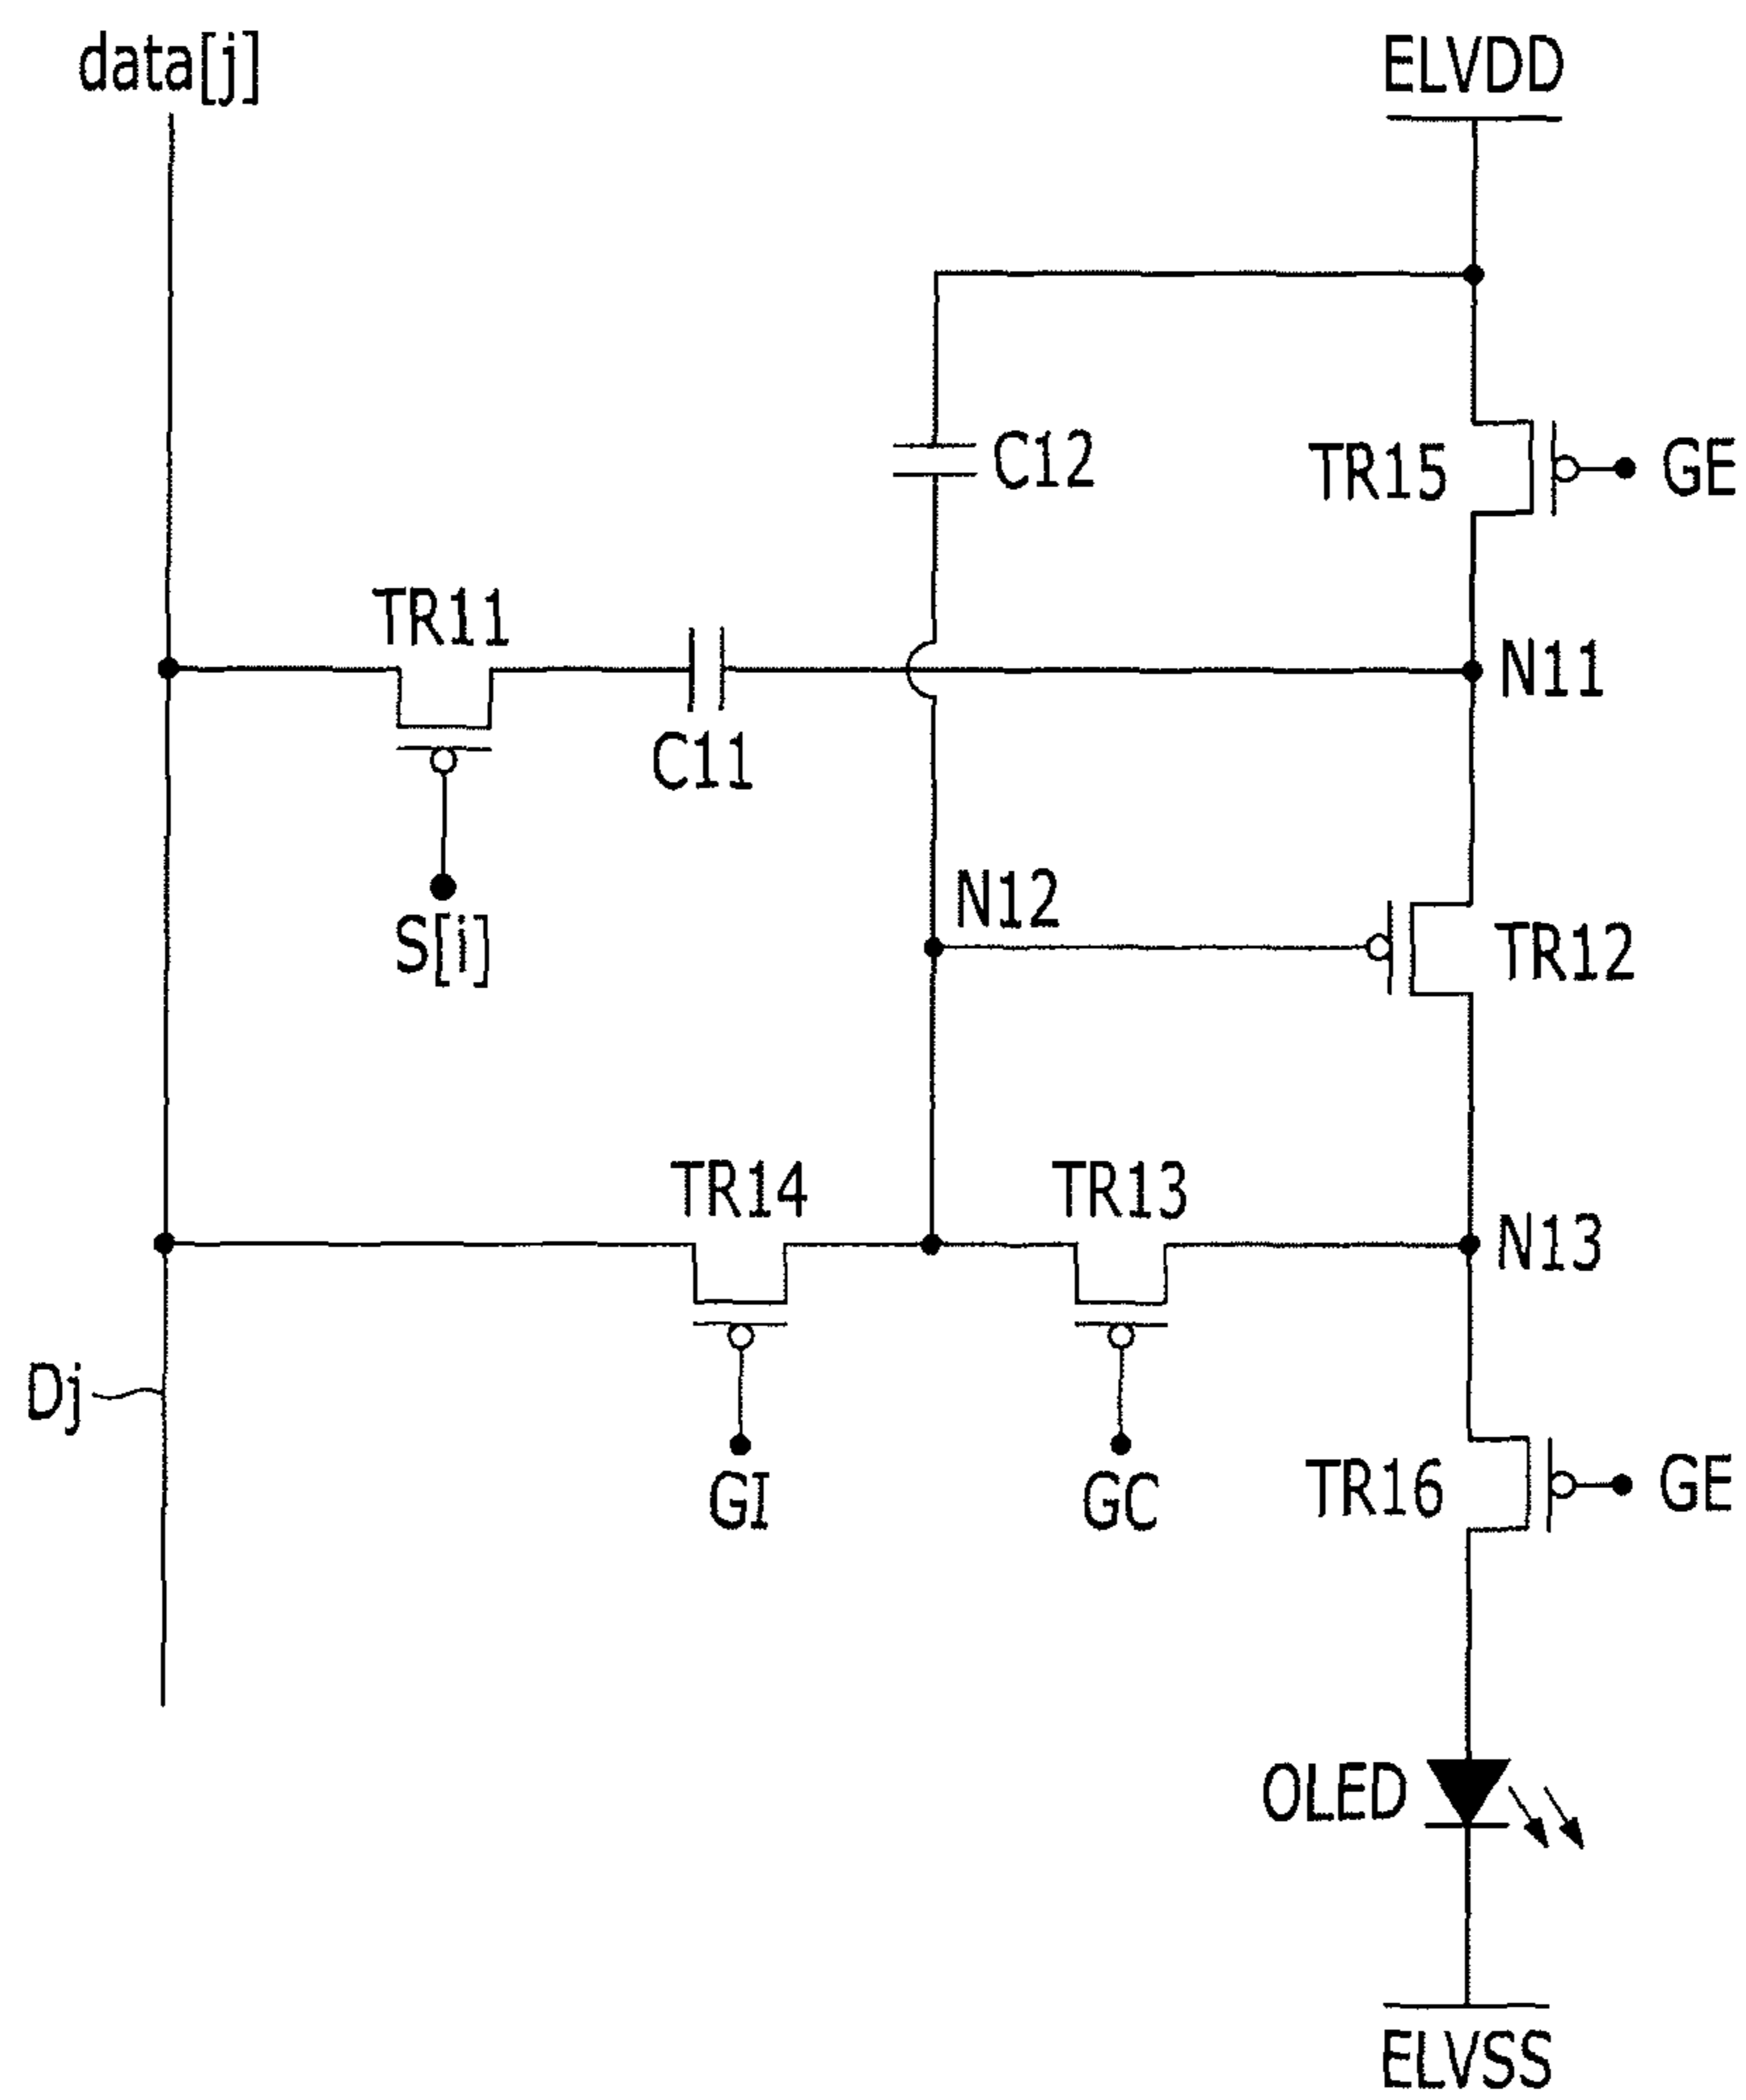 data[j]
ELVDD
C12
TR15
GE
TR11
N11
C11
N12
S[i]
TR12
TR14
TR13
N13
Dj
GI
GC
TR16
GE
OLED
ELVSS